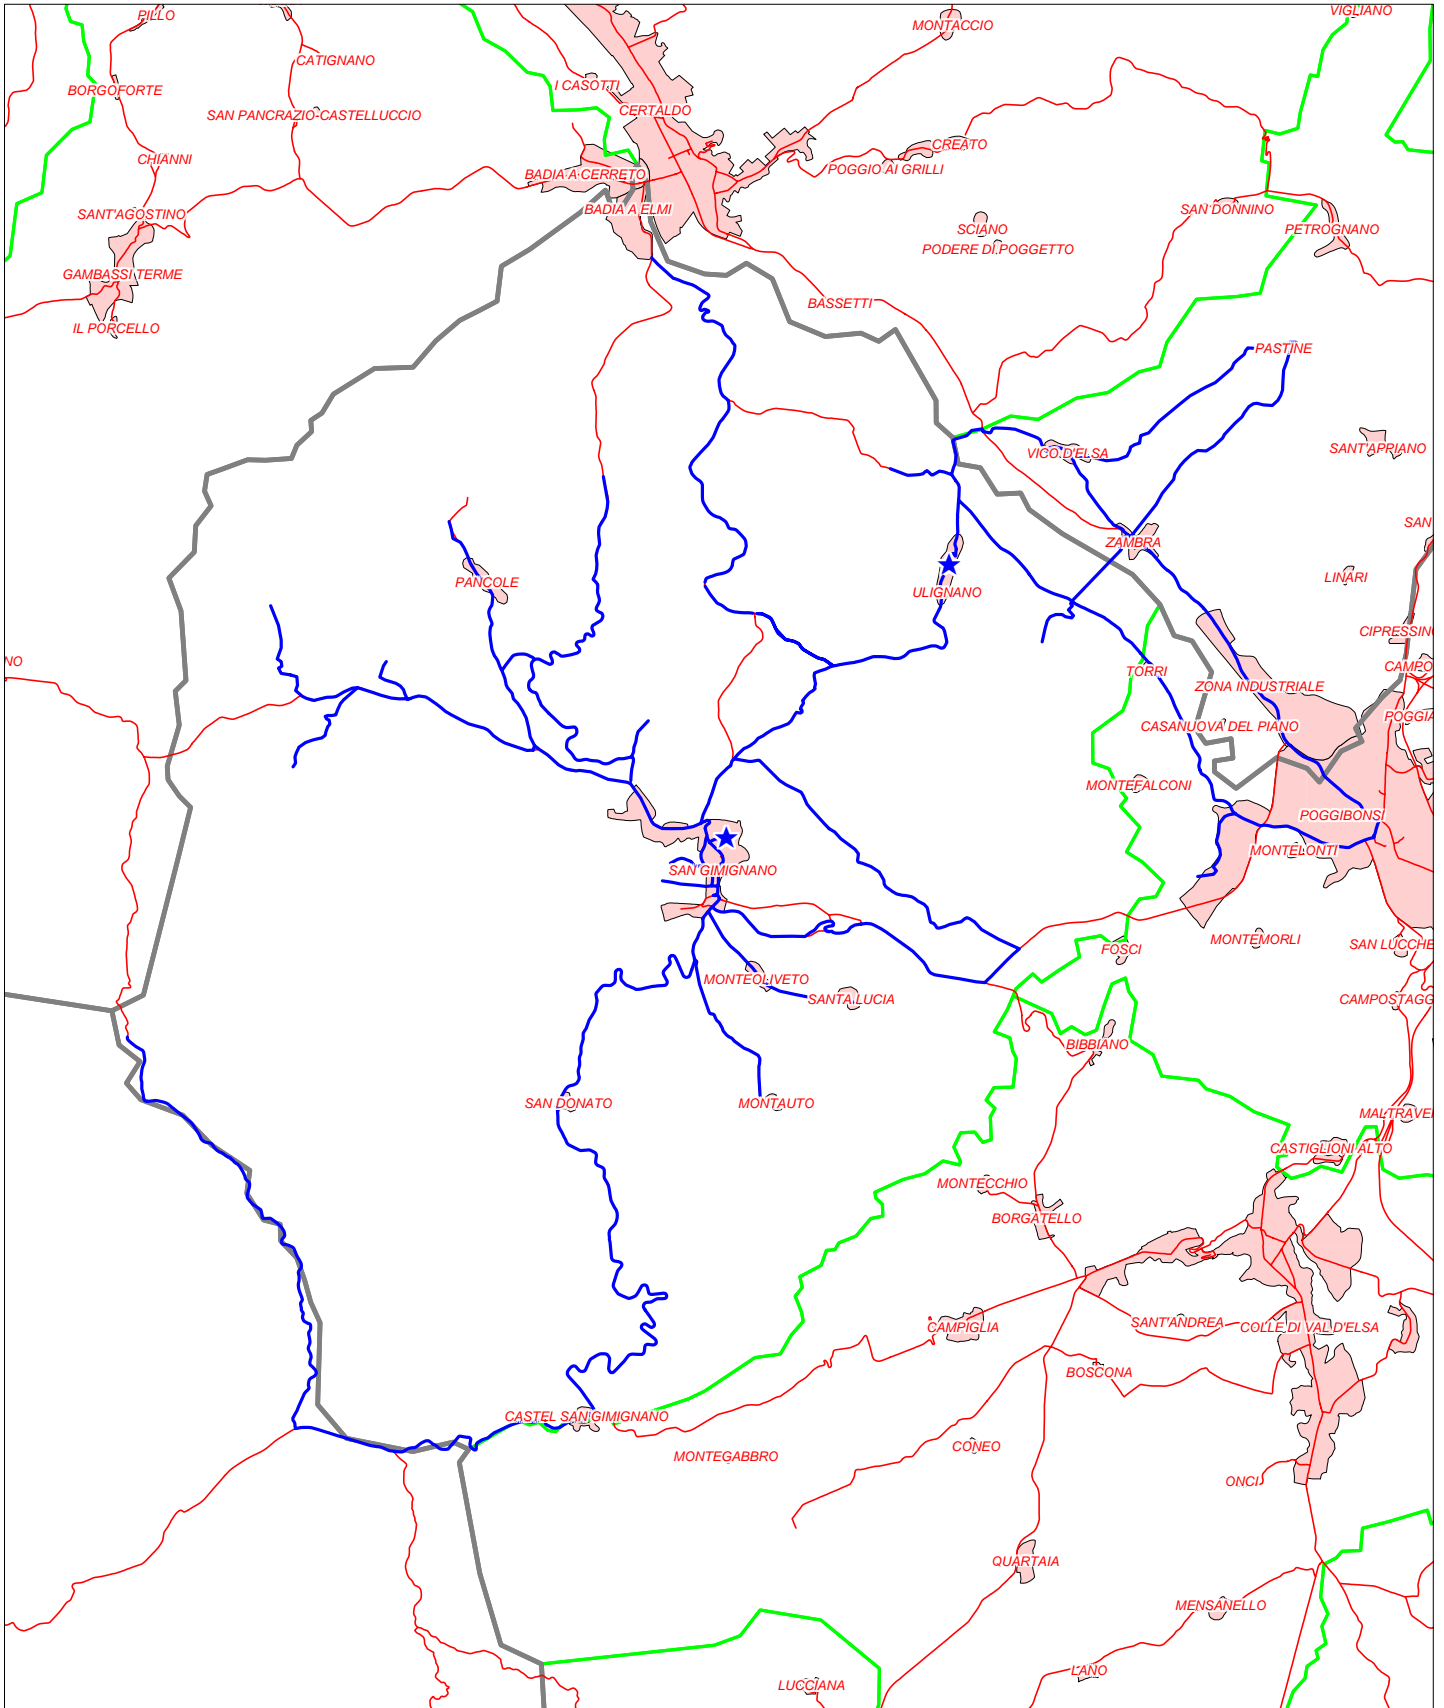 PILLO
VIGLIANO
MONTACCIO
CATIGNANO
I CASOTTI
BORGOFORTE
CERTALDO
SAN PANCRAZIO-CASTELLUCCIO
CREATO
CHIANNI
POGGIO AI GRILLI
BADIA A CERRETO
BADIA A ELMI
SAN DONNINO
SANT'AGOSTINO
SCIANO
PETROGNANO
PODERE DI POGGETTO
GAMBASSI TERME
BASSETTI
IL PORCELLO
PASTINE
SANT'APPIANO
VICO D'ELSA
SAN
ZAMBRA
LINARI
PANCOLE
ULIGNANO
CIPRESSINO
NO
CAMPO
TORRI
ZONA INDUSTRIALE
POGGIA
CASANUOVA DEL PIANO
MONTEFALCONI
POGGIBONSI
MONTELONTI
SAN GIMIGNANO
MONTEMORLI
SAN LUCCHE
FOSCI
MONTEOLIVETO
SANTA LUCIA
CAMPOSTAGG
BIBBIANO
SAN DONATO
MONTAUTO
MALTRAVE
CASTIGLIONI ALTO
MONTECCHIO
BORGATELLO
SANT'ANDREA
CAMPIGLIA
COLLE DI VAL D'ELSA
BOSCONA
CASTEL SAN GIMIGNANO
CONEO
MONTEGABBRO
ONCI
QUARTAIA
MENSANELLO
LANO
LUCCIANA